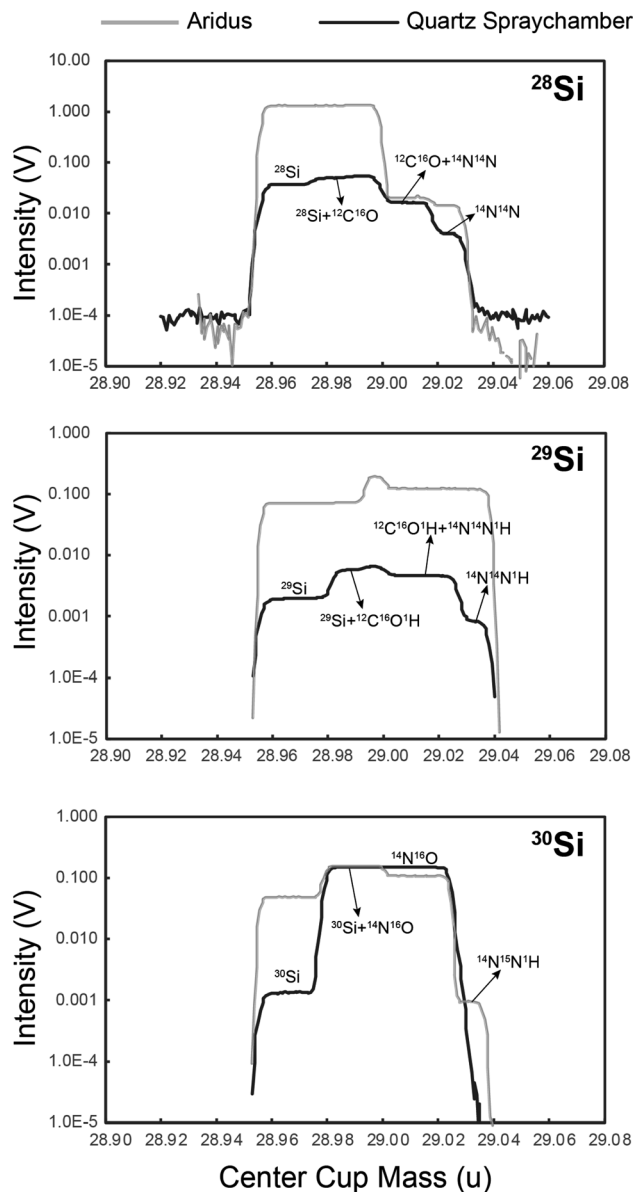 Aridus Quartz Spraychamber
²⁸Si
10.00
1.000
0.100
0.010
0.001
1.0E-4
1.0E-5
Intensity (V)
²⁸Si
²⁸Si+¹²C¹⁶O
¹²C¹⁶O+¹⁴N¹⁴N
¹⁴N¹⁴N
28.90 28.92 28.94 28.96 28.98 29.00 29.02 29.04 29.06 29.08
²⁹Si
1.000
0.100
0.010
0.001
1.0E-4
1.0E-5
Intensity (V)
²⁹Si
²⁹Si+¹²C¹⁶O¹H
¹²C¹⁶O¹H+¹⁴N¹⁴N¹H
¹⁴N¹⁴N¹H
28.90 28.92 28.94 28.96 28.98 29.00 29.02 29.04 29.06 29.08
³⁰Si
1.000
0.100
0.010
0.001
1.0E-4
1.0E-5
Intensity (V)
³⁰Si
¹⁴N¹⁶O
³⁰Si+¹⁴N¹⁶O
¹⁴N¹⁵N¹H
28.90 28.92 28.94 28.96 28.98 29.00 29.02 29.04 29.06 29.08
Center Cup Mass (u)